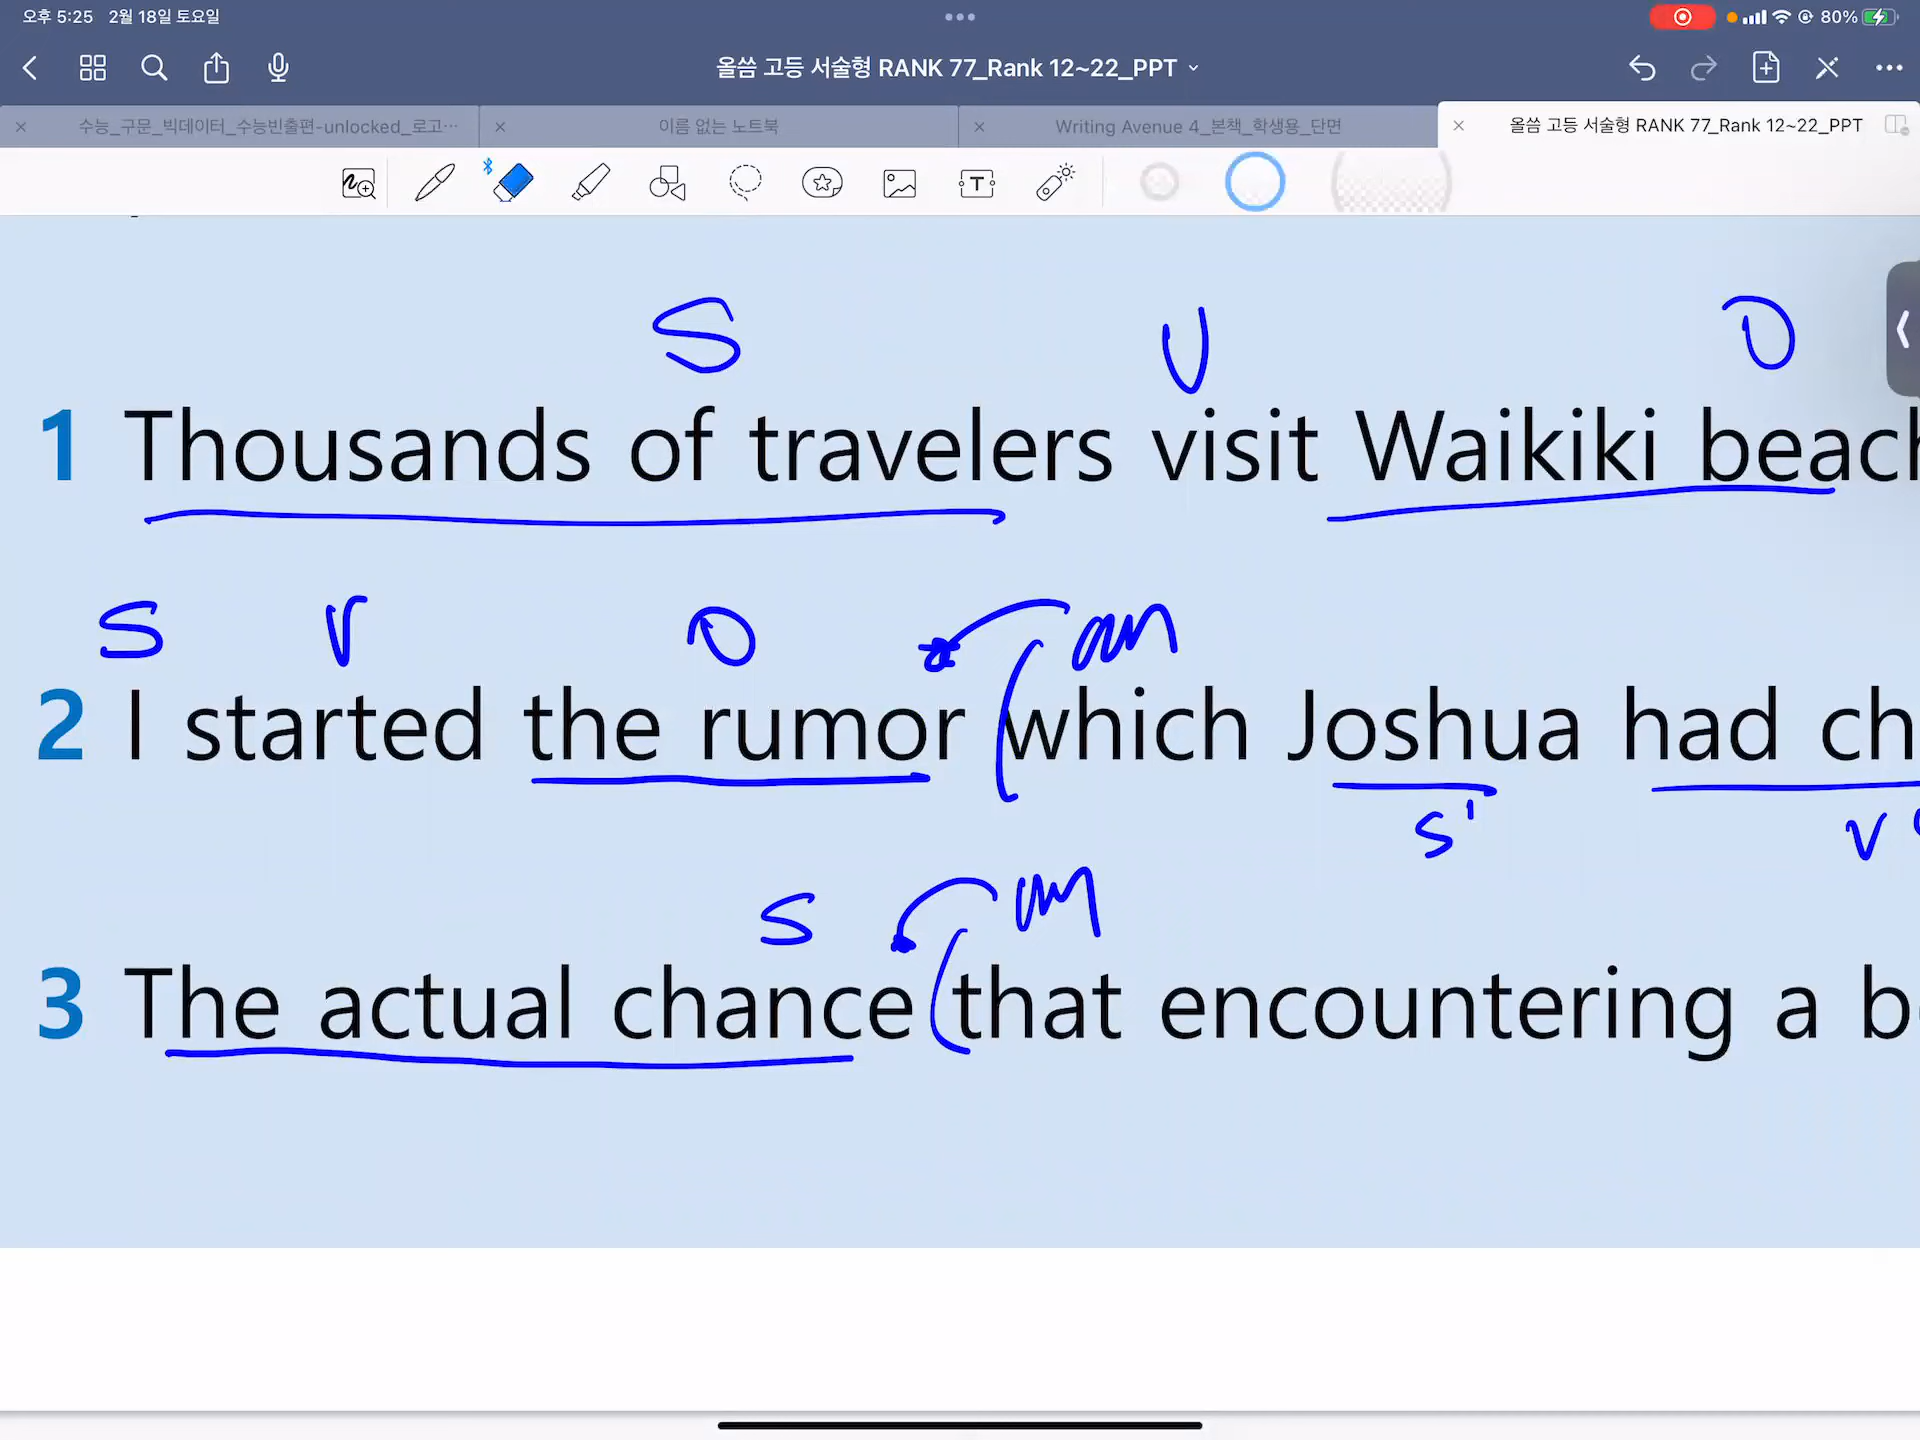 오후 5:25 2월 18일 토요일
80%
올씀 고등 서술형 RANK 77_Rank 12~22_PPT
수능_구문_빅데이터_수능빈출편-unlocked_로고…
이름 없는 노트북
Writing Avenue 4_본책_학생용_단면
올씀 고등 서술형 RANK 77_Rank 12~22_PPT
S V O
1 Thousands of travelers visit Waikiki beach
S V O
2 I started the rumor (which Joshua had ch
S' V
S
3 The actual chance (that encountering a b